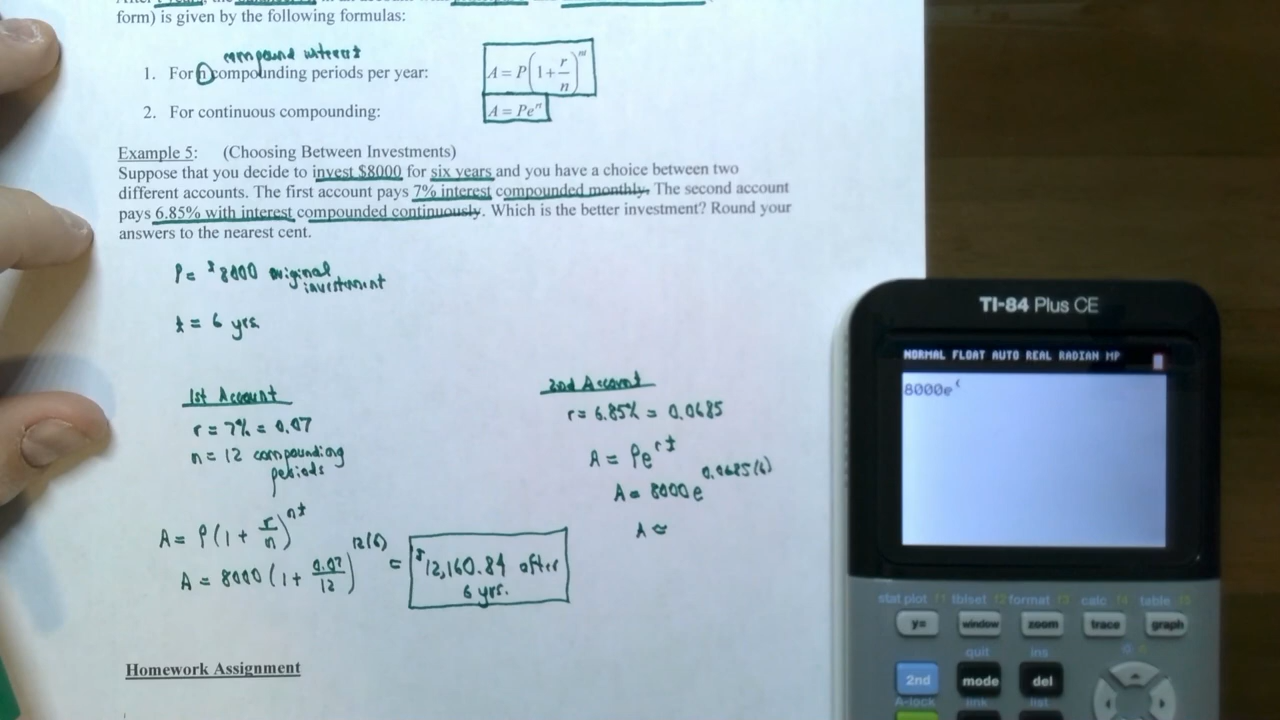 form) is given by the following formulas:
compound interest
1. For n compounding periods per year: A = P(1 + r/n)^nt
2. For continuous compounding: A = Pe^rt
Example 5: (Choosing Between Investments)
Suppose that you decide to invest $8000 for six years and you have a choice between two
different accounts. The first account pays 7% interest compounded monthly. The second account
pays 6.85% with interest compounded continuously. Which is the better investment? Round your
answers to the nearest cent.
P = $8000 original
investment
t = 6 yrs.
1st Account
r = 7% = 0.07
n = 12 compounding
periods
A = P(1 + r/n)^nt
A = 8000(1 + 0.07/12)^12(6) = $12,160.84 after
6 yrs.
2nd Account
r = 6.85% = 0.0685
A = Pe^rt
A = 8000e^0.0685(6)
A ≈
Homework Assignment
TI-84 Plus CE
NORMAL FLOAT AUTO REAL RADIAN MP
8000e^(
stat plot f1 tblset f2 format f3 calc f4 table f5
y= window zoom trace graph
quit ins
2nd mode del
A-lock link list